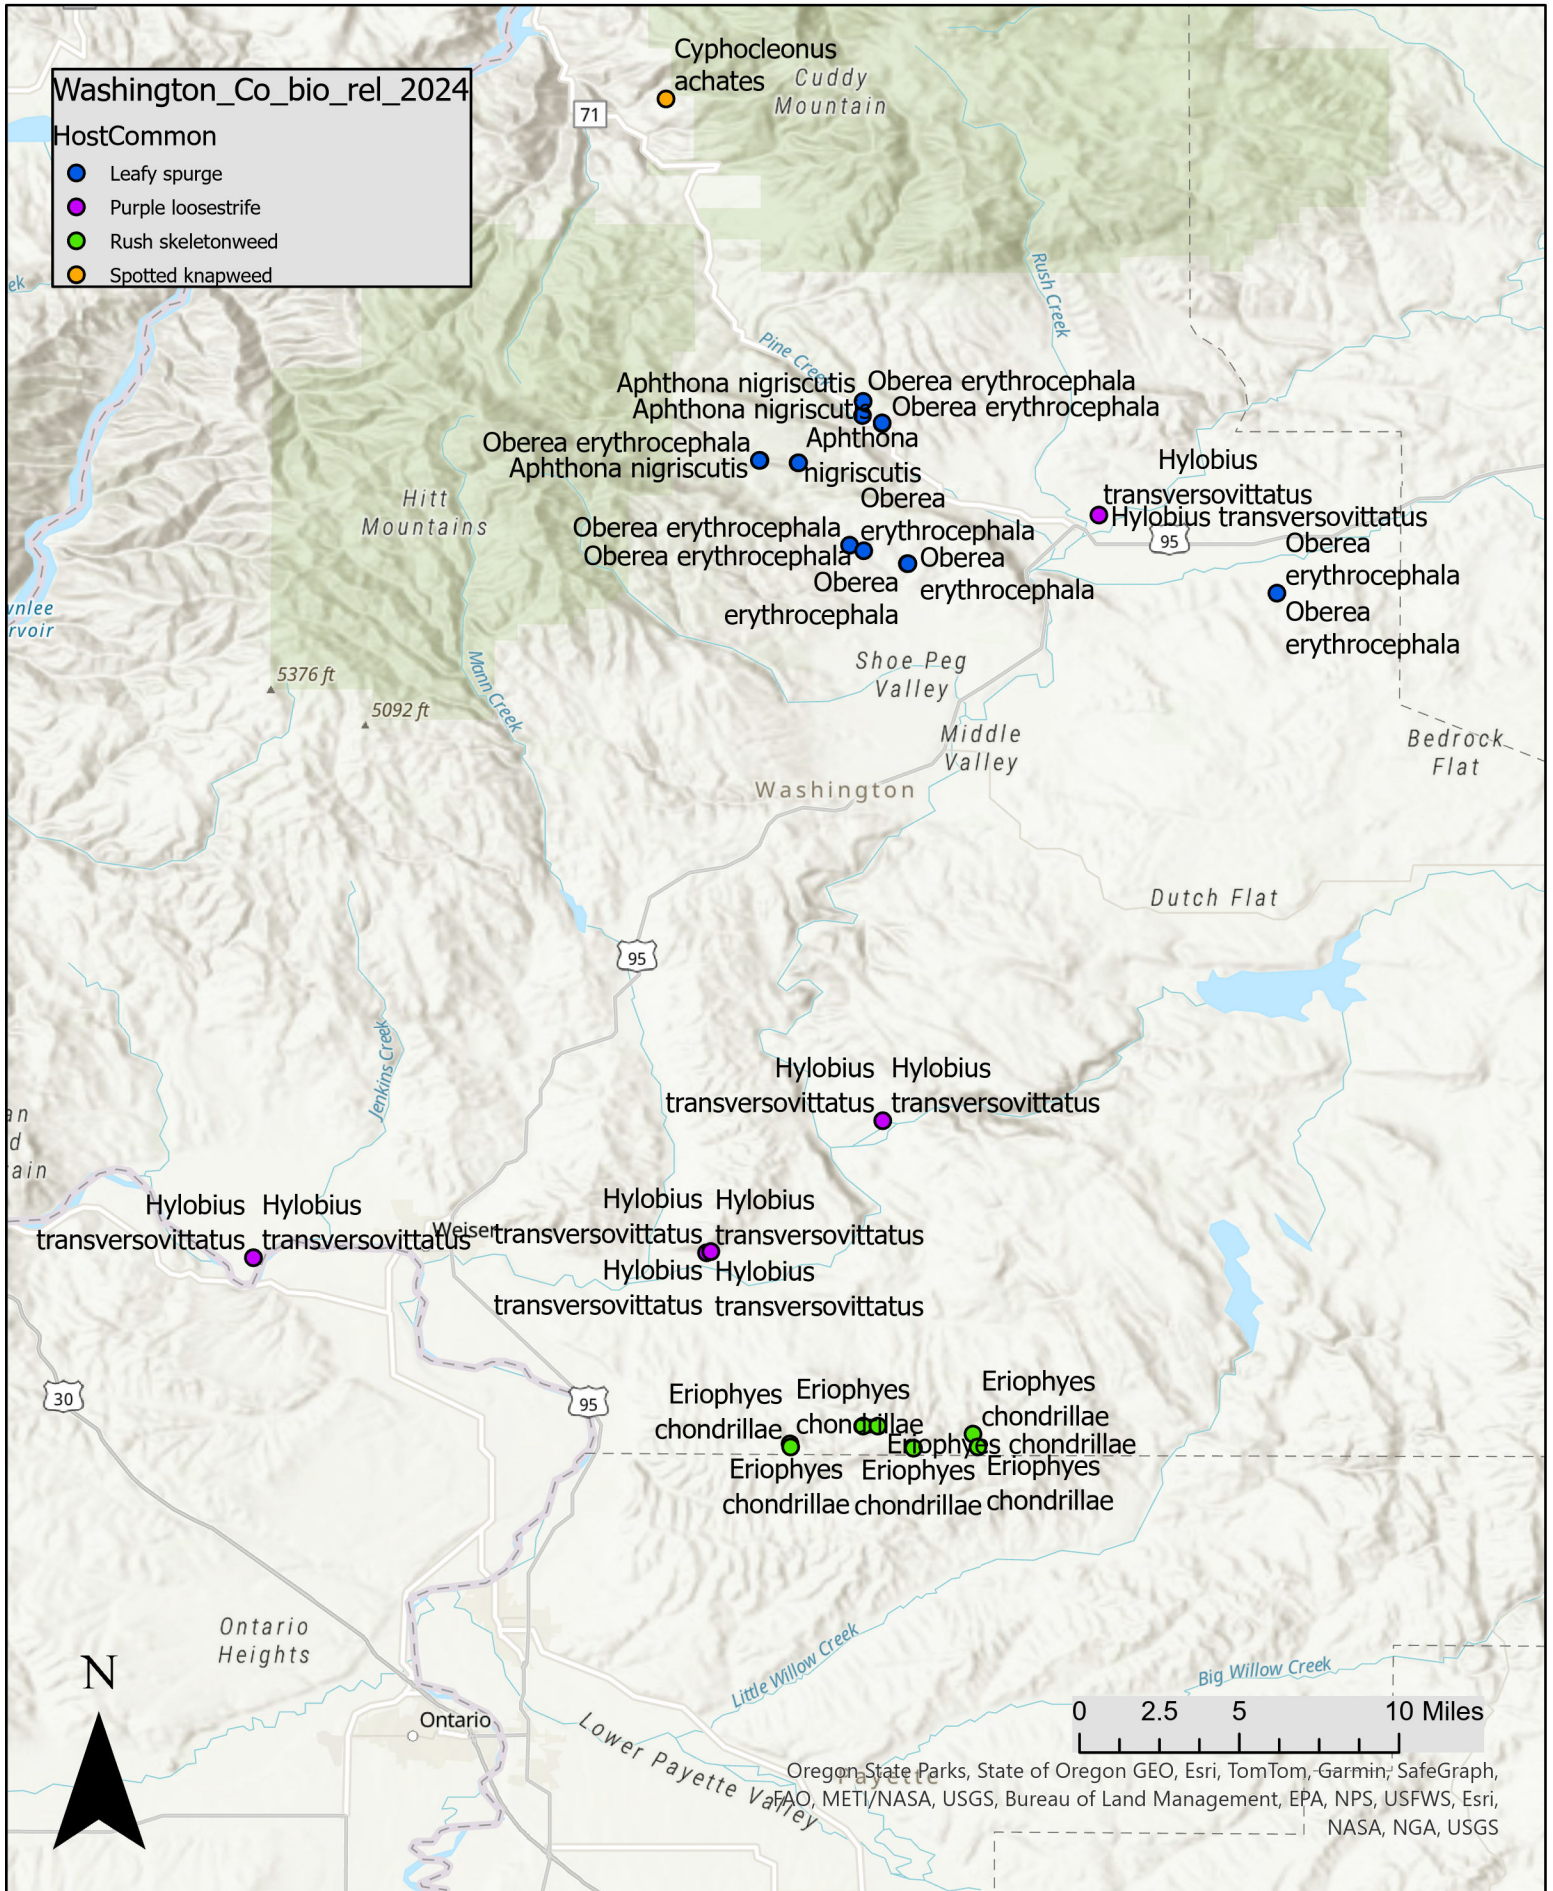 Cyphocleonus
achates
Cuddy
Mountain
71
Washington_Co_bio_rel_2024
HostCommon
Leafy spurge
Purple loosestrife
Rush skeletonweed
Spotted knapweed
ek
Rush Creek
Pine Creek
Aphthona nigriscutis
Oberea erythrocephala
Aphthona nigriscutis
Oberea erythrocephala
Oberea erythrocephala
Aphthona nigriscutis
Aphthona
nigriscutis
Hitt
Mountains
Hylobius
transversovittatus
Hylobius transversovittatus
95
Oberea
erythrocephala
Oberea erythrocephala
Oberea erythrocephala
Oberea
erythrocephala
Oberea
erythrocephala
Oberea
erythrocephala
Oberea
erythrocephala
wnlee
rvoir
5376 ft
5092 ft
Mann Creek
Shoe Peg
Valley
Middle
Valley
Bedrock
Flat
Washington
Dutch Flat
95
Jenkins Creek
Hylobius
transversovittatus
Hylobius
transversovittatus
an
d
ain
Hylobius
transversovittatus
Hylobius
transversovittatus
Weiser
Hylobius
transversovittatus
Hylobius
transversovittatus
Hylobius
transversovittatus
Hylobius
transversovittatus
30
95
Eriophyes
chondrillae
Eriophyes
chondrillae
Eriophyes
chondrillae
Eriophyes chondrillae
Eriophyes
chondrillae
Eriophyes
chondrillae
Eriophyes
chondrillae
Ontario
Heights
Little Willow Creek
Big Willow Creek
N
Ontario
Lower Payette Valley
Payette
0 2.5 5 10 Miles
Oregon State Parks, State of Oregon GEO, Esri, TomTom, Garmin, SafeGraph,
FAO, METI/NASA, USGS, Bureau of Land Management, EPA, NPS, USFWS, Esri,
NASA, NGA, USGS